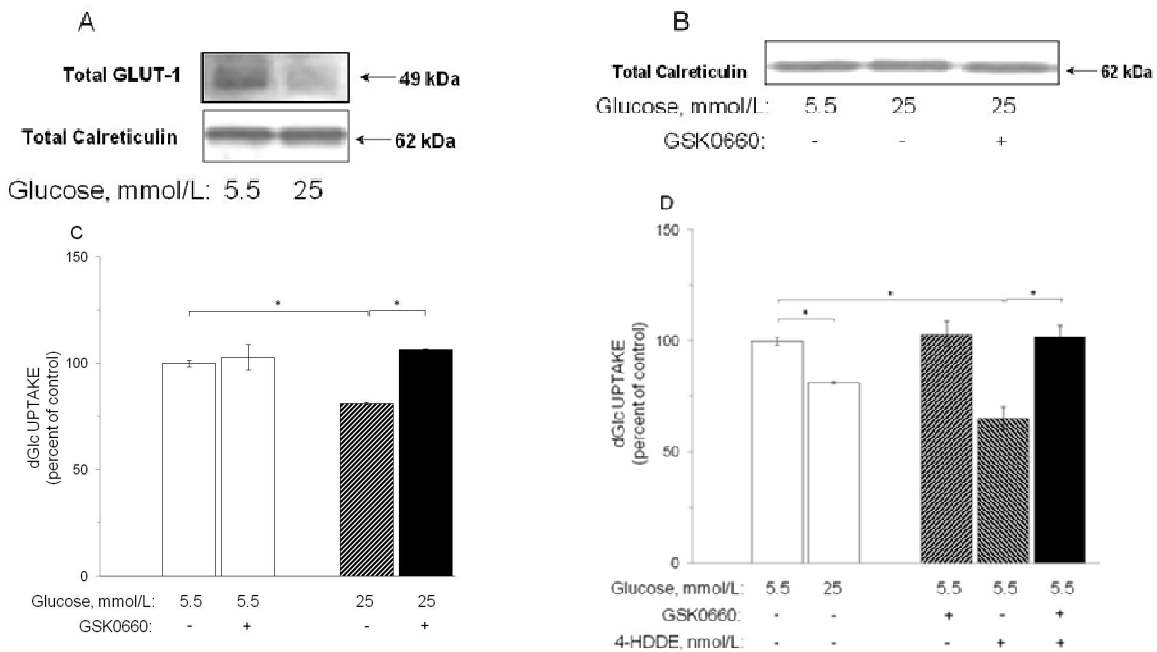 A
Total GLUT-1
49 kDa
Total Calreticulin
62 kDa
Glucose, mmol/L: 5.5 25
B
Total Calreticulin
62 kDa
Glucose, mmol/L: 5.5 25 25
GSK0660: - - +
C
150
*
*
100
50
0
dGlc UPTAKE
(percent of control)
Glucose, mmol/L: 5.5 5.5 25 25
GSK0660: - + - +
D
150
*
*
*
100
50
0
dGlc UPTAKE
(percent of control)
Glucose, mmol/L: 5.5 25 5.5 5.5 5.5
GSK0660: - - + - +
4-HDDE, nmol/L: - - - + +